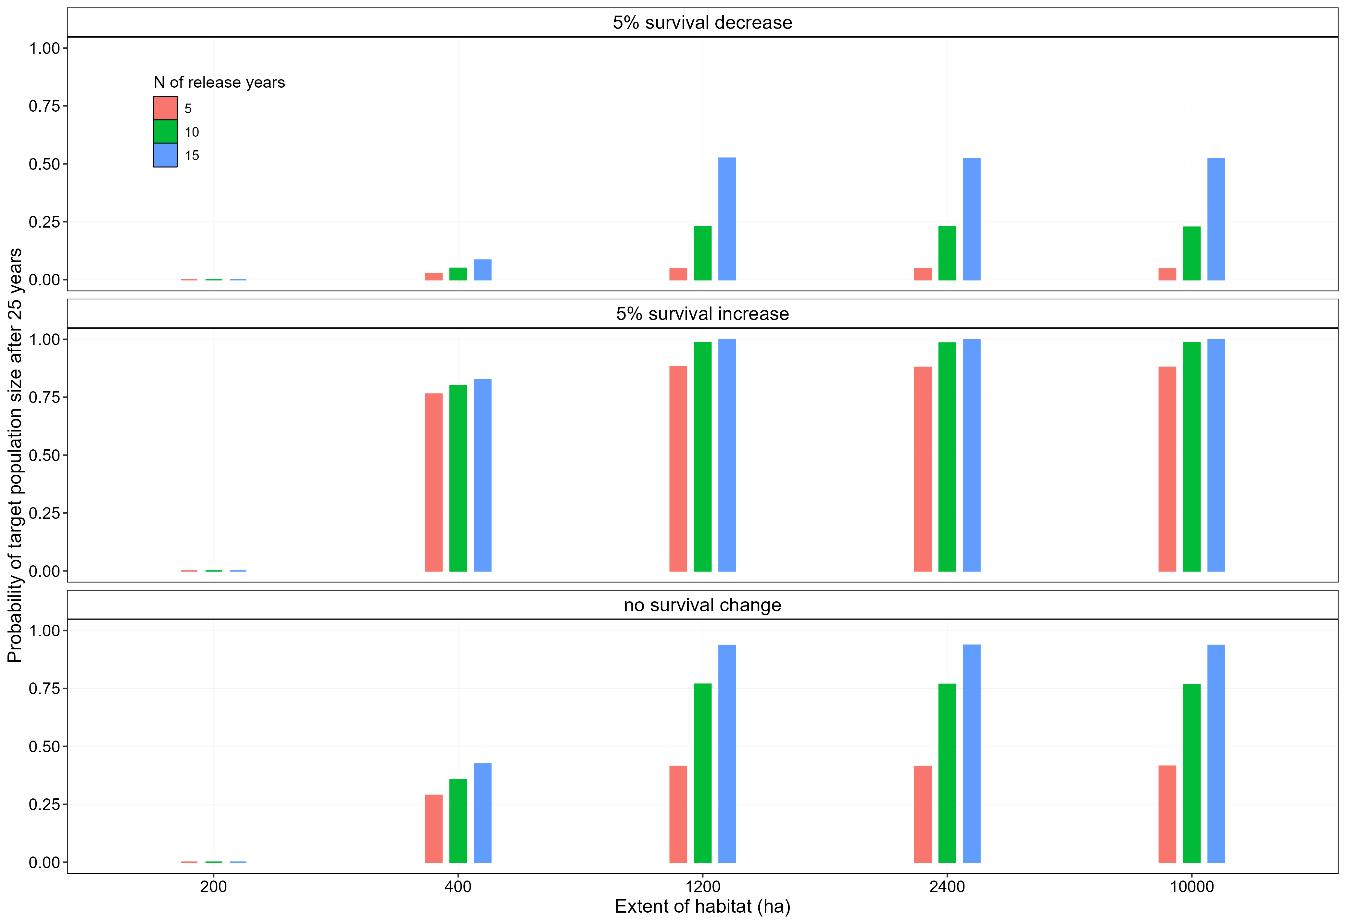 5% survival decrease
1.00
N of release years
5
0.75
10
15
0.50
0.25
0.00
5% survival increase
1.00
0.75
0.50
0.25
0.00
Probability of target population size after 25 years
no survival change
1.00
0.75
0.50
0.25
0.00
200 400 1200 2400 10000
Extent of habitat (ha)